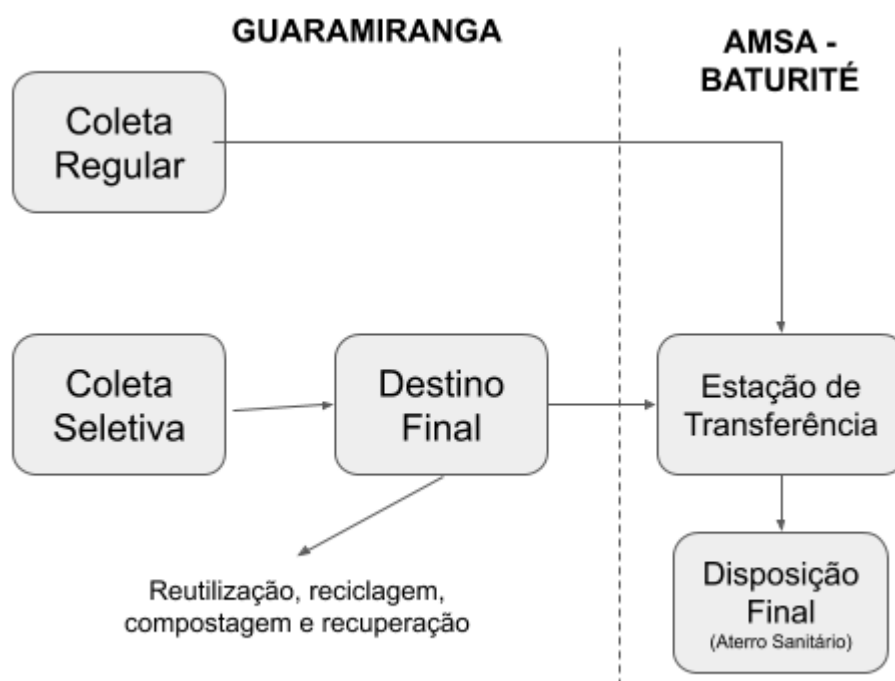 GUARAMIRANGA
AMSA -
BATURITÉ
Coleta
Regular
Coleta
Seletiva
Destino
Final
Estação de
Transferência
Reutilização, reciclagem,
compostagem e recuperação
Disposição
Final
(Aterro Sanitário)